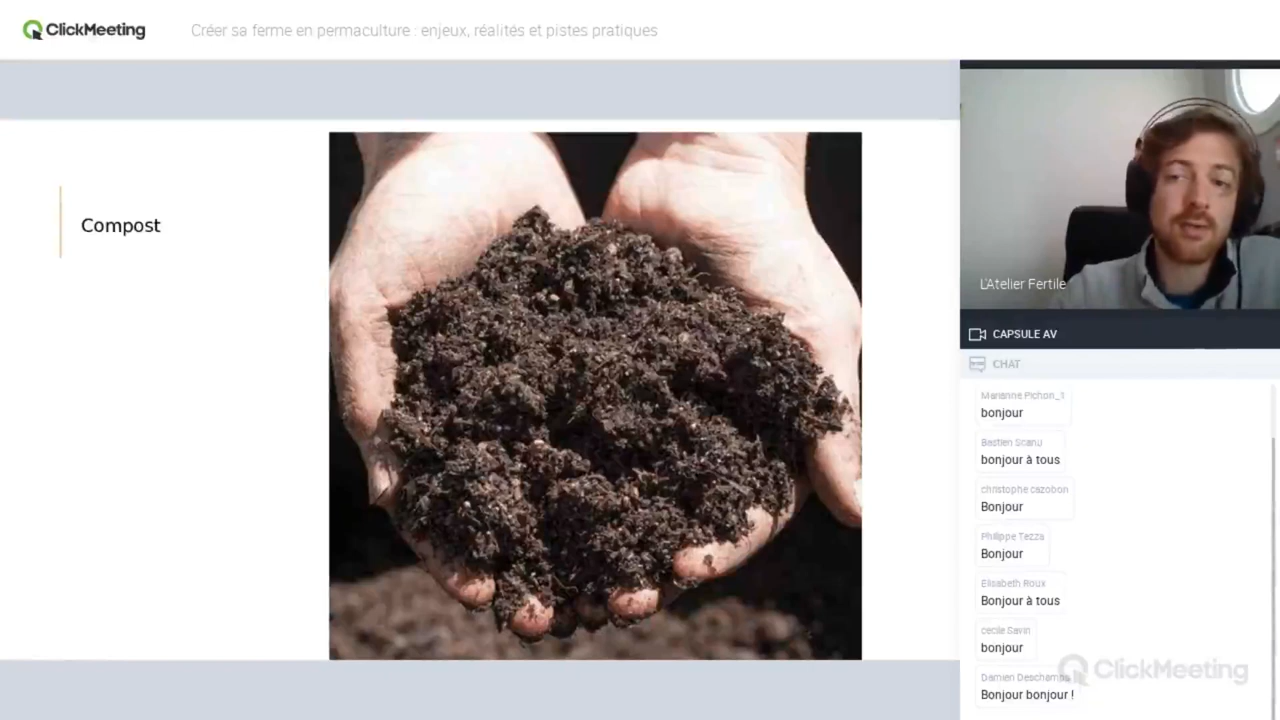 ClickMeeting
Créer sa ferme en permaculture : enjeux, réalités et pistes pratiques
Compost
L'Atelier Fertile
CAPSULE AV
CHAT
Marianne Pichon_1
bonjour
Bastien Scanu
bonjour à tous
christophe cazobon
Bonjour
Philippe Tezza
Bonjour
Elisabeth Roux
Bonjour à tous
cecile Savin
bonjour
Damien Deschamps
Bonjour bonjour !
ClickMeeting